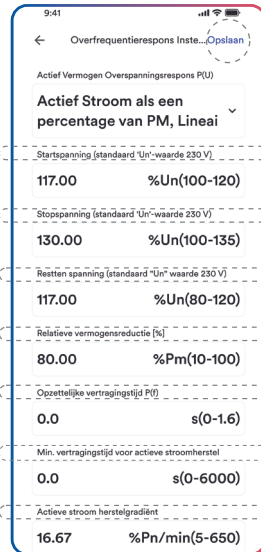 9:41
Overfrequentierespons Inste...Opslaan
Actief Vermogen Overspanningsrespons P(U)
Actief Stroom als een
percentage van PM, Lineai
Startspanning (standaard 'Un'-waarde 230 V)
117.00 %Un(100-120)
Stopspanning (standaard 'Un'-waarde 230 V)
130.00 %Un(100-135)
Restten spanning (standaard "Un" waarde 230 V)
117.00 %Un(80-120)
Relatieve vermogensreductie [%]
80.00 %Pm(10-100)
Opzettelijke vertragingstijd P(f)
0.0 s(0-1.6)
Min. vertragingstijd voor actieve stroomherstel
0.0 s(0-6000)
Actieve stroom herstelgradiënt
16.67 %Pn/min(5-650)